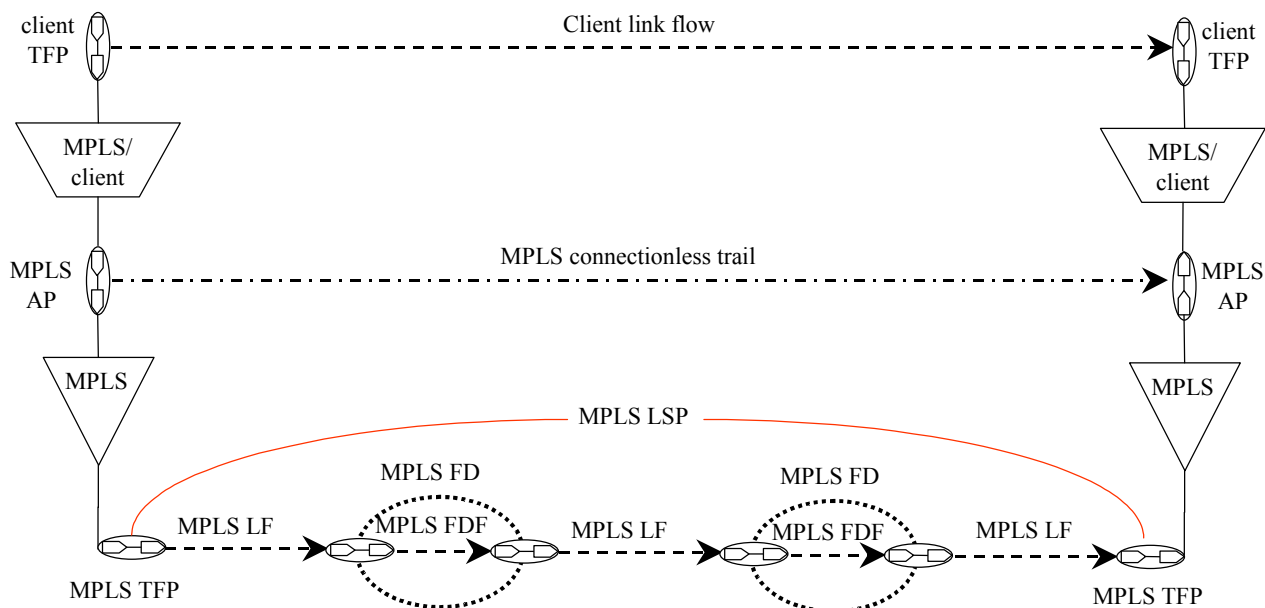 client
TFP
Client link flow
client
TFP
MPLS/
client
MPLS/
client
MPLS
AP
MPLS connectionless trail
MPLS
AP
MPLS
MPLS
MPLS LSP
MPLS FD
MPLS FD
MPLS LF
MPLS FDF
MPLS LF
MPLS FDF
MPLS LF
MPLS TFP
MPLS TFP